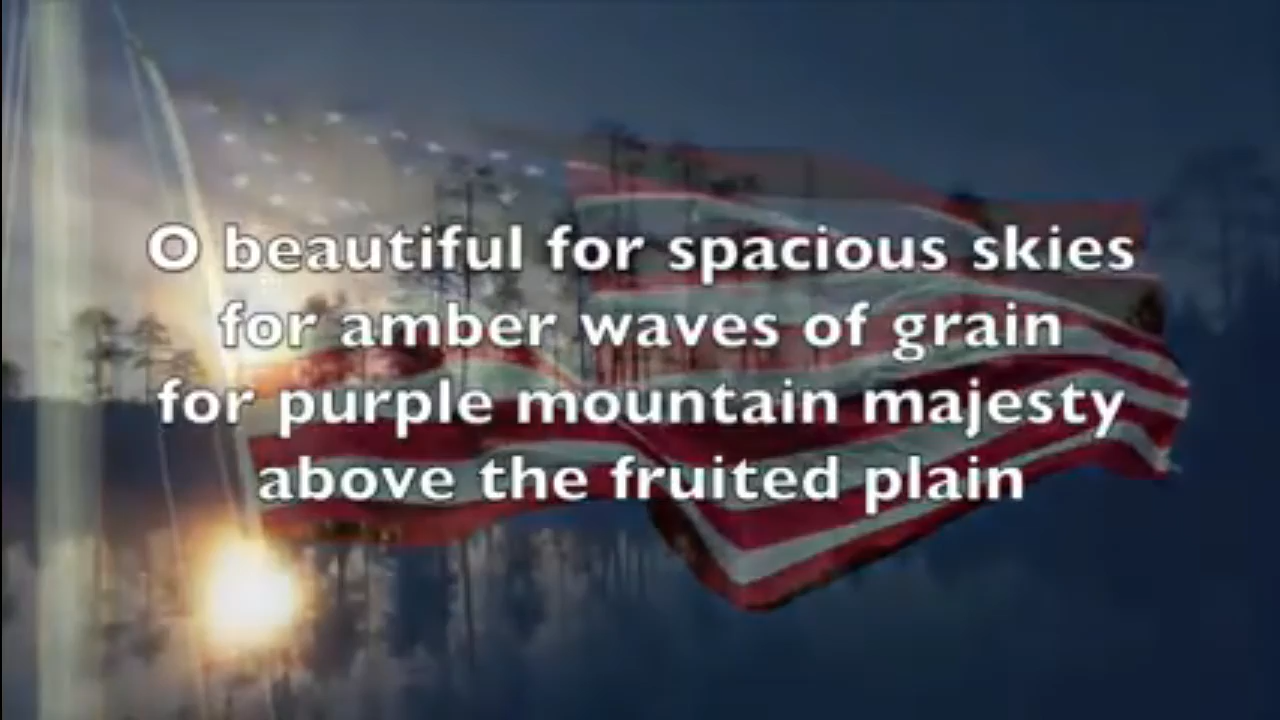 O beautiful for spacious skies
for amber waves of grain
for purple mountain majesty
above the fruited plain